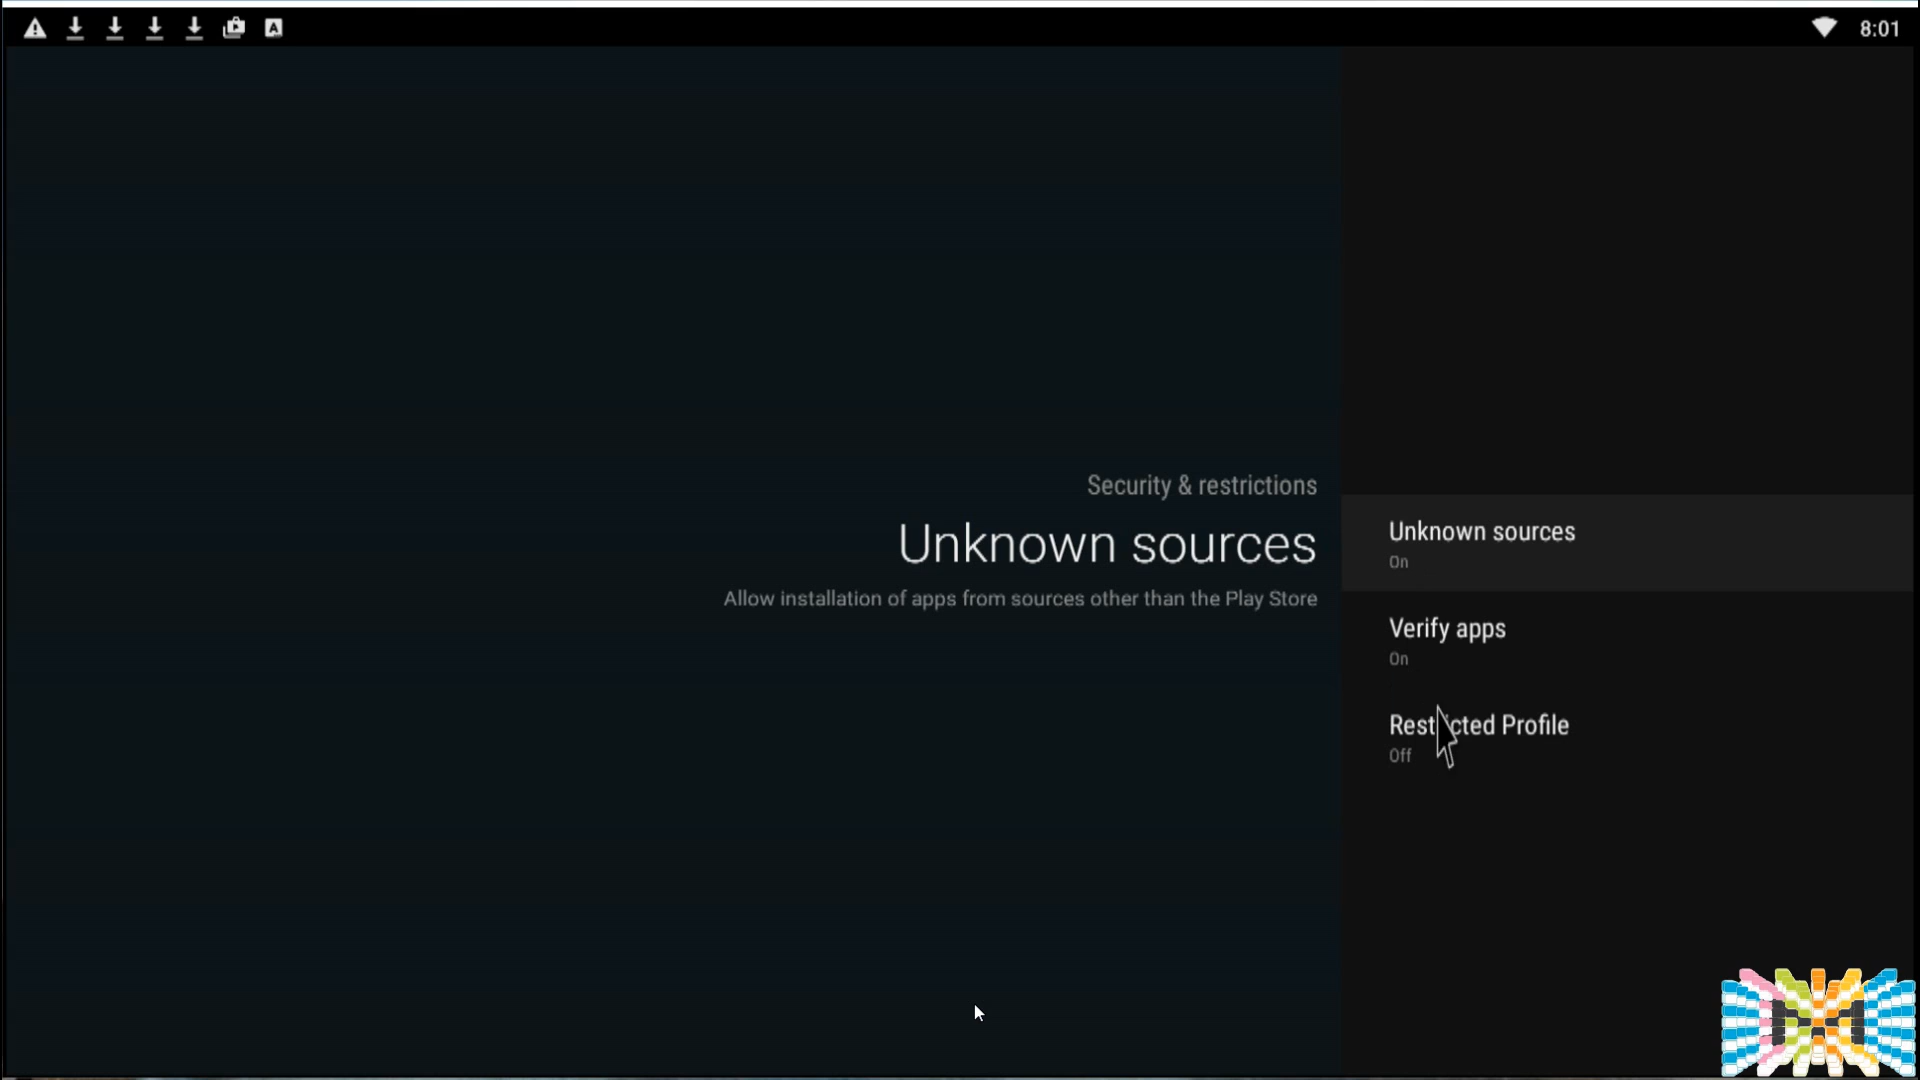 8:01
Security & restrictions
Unknown sources
Allow installation of apps from sources other than the Play Store
Unknown sources
On
Verify apps
On
Restricted Profile
Off